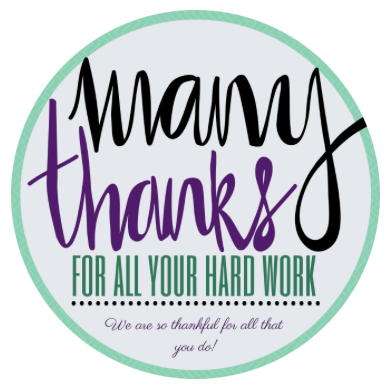 many
thanks
FOR ALL YOUR HARD WORK
We are so thankful for all that
you do!